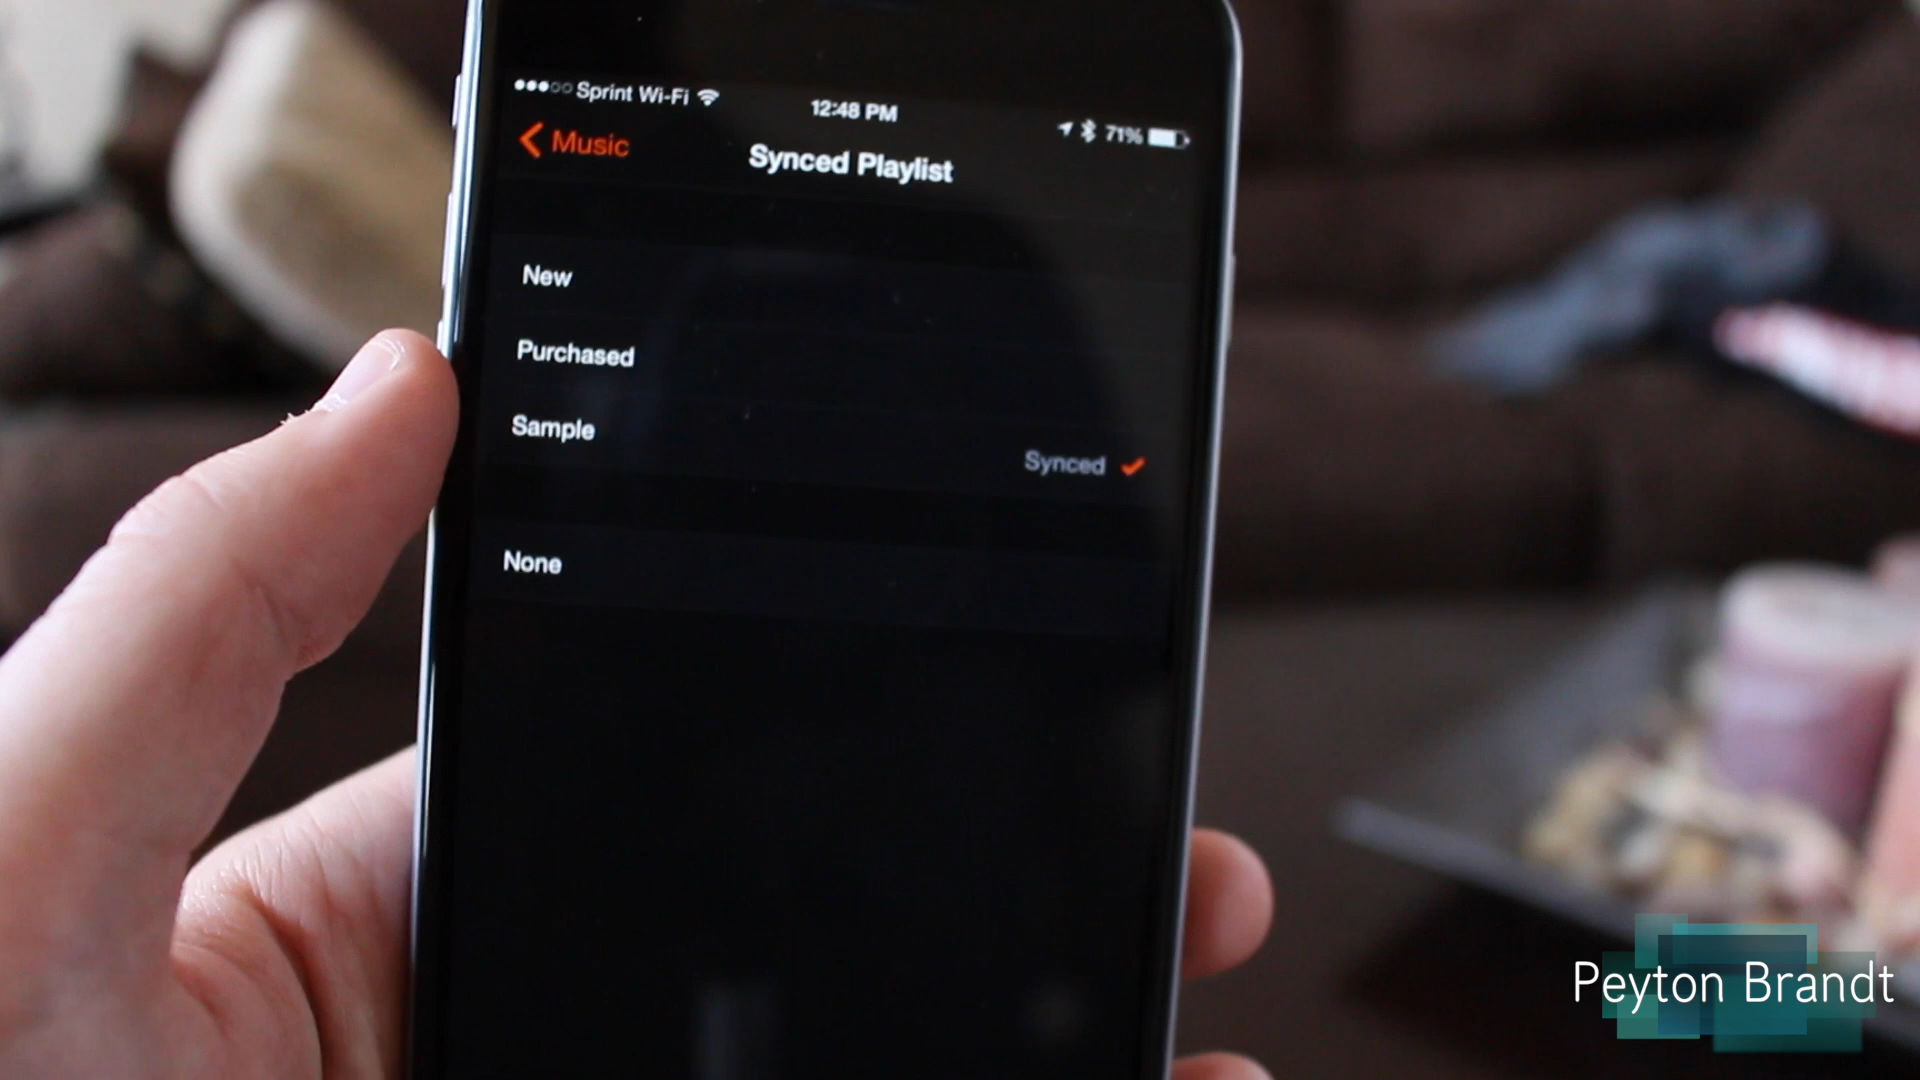 Sprint Wi-Fi
12:48 PM
71%
Music
Synced Playlist
New
Purchased
Sample
Synced
None
Peyton Brandt